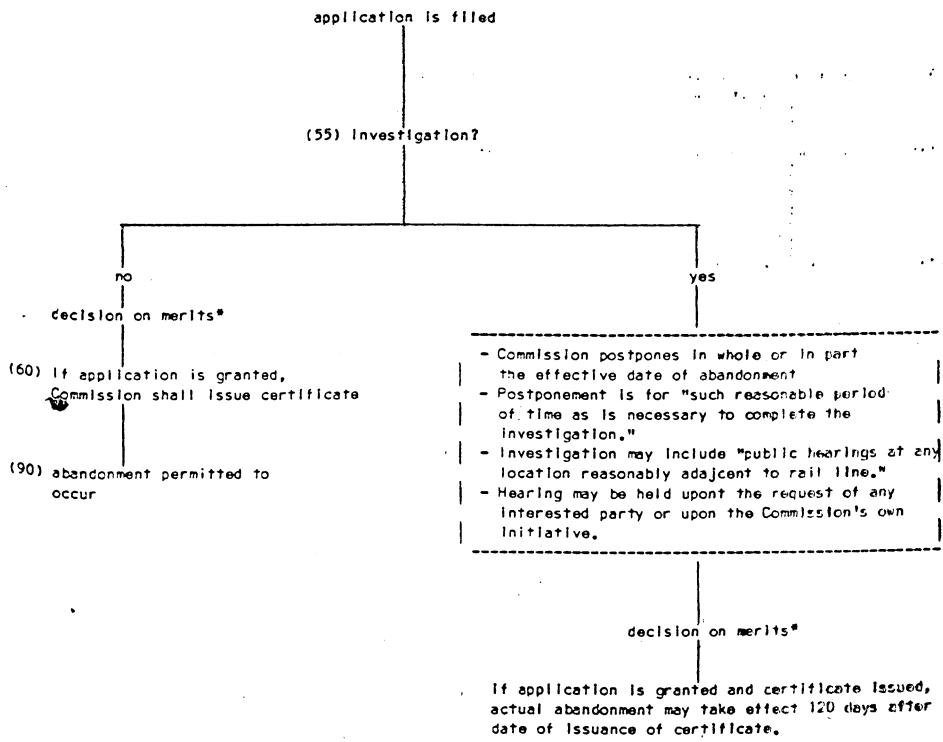 application is filed
(55) Investigation?
no
yes
decision on merits*
(60) If application is granted,
Commission shall issue certificate
(90) abandonment permitted to
occur
- Commission postpones in whole or in part
the effective date of abandonment
- Postponement is for "such reasonable period
of time as is necessary to complete the
investigation."
- Investigation may include "public hearings at any
location reasonably adjacent to rail line."
- Hearing may be held upont the request of any
interested party or upon the Commission's own
initiative.
decision on merits*
If application is granted and certificate issued,
actual abandonment may take effect 120 days after
date of issuance of certificate.